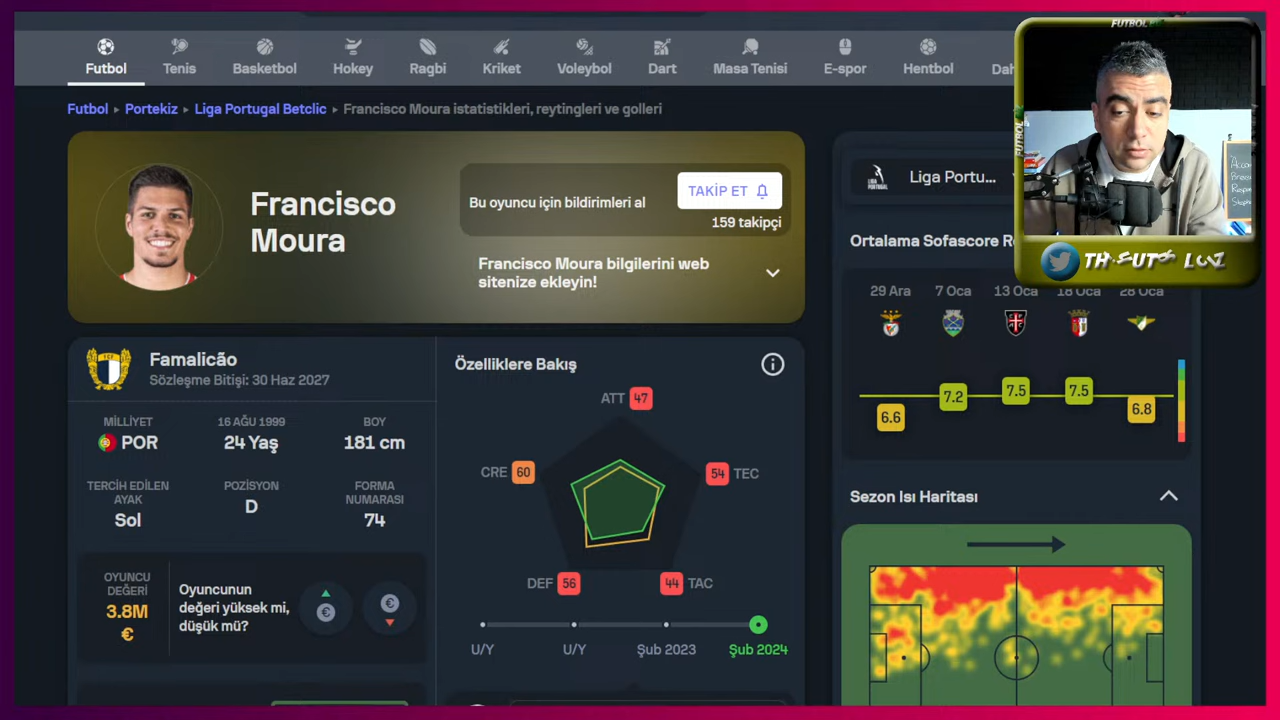 Futbol
Tenis
Basketbol
Hokey
Ragbi
Kriket
Voleybol
Dart
Masa Tenisi
E-spor
Hentbol
Futbol ▸ Portekiz ▸ Liga Portugal Betclic ▸ Francisco Moura istatistikleri, reytingleri ve golleri
Francisco
Moura
Bu oyuncu için bildirimleri al
TAKİP ET
159 takipçi
Francisco Moura bilgilerini web
sitenize ekleyin!
Famalicão
Sözleşme Bitişi: 30 Haz 2027
MİLLİYET
POR
16 AĞU 1999
24 Yaş
BOY
181 cm
TERCİH EDİLEN
AYAK
Sol
POZİSYON
D
FORMA
NUMARASI
74
OYUNCU
DEĞERİ
3.8M
€
Oyuncunun
değeri yüksek mi,
düşük mü?
Özelliklere Bakış
ATT 47
CRE 60
54 TEC
DEF 56
44 TAC
U/Y
U/Y
Şub 2023
Şub 2024
LIGA
PORTUGAL
Liga Portu...
Ortalama Sofascore
29 Ara
7 Oca
13 Oca
18 Oca
28 Oca
6.6
7.2
7.5
7.5
6.8
Sezon Isı Haritası
FUTBOL